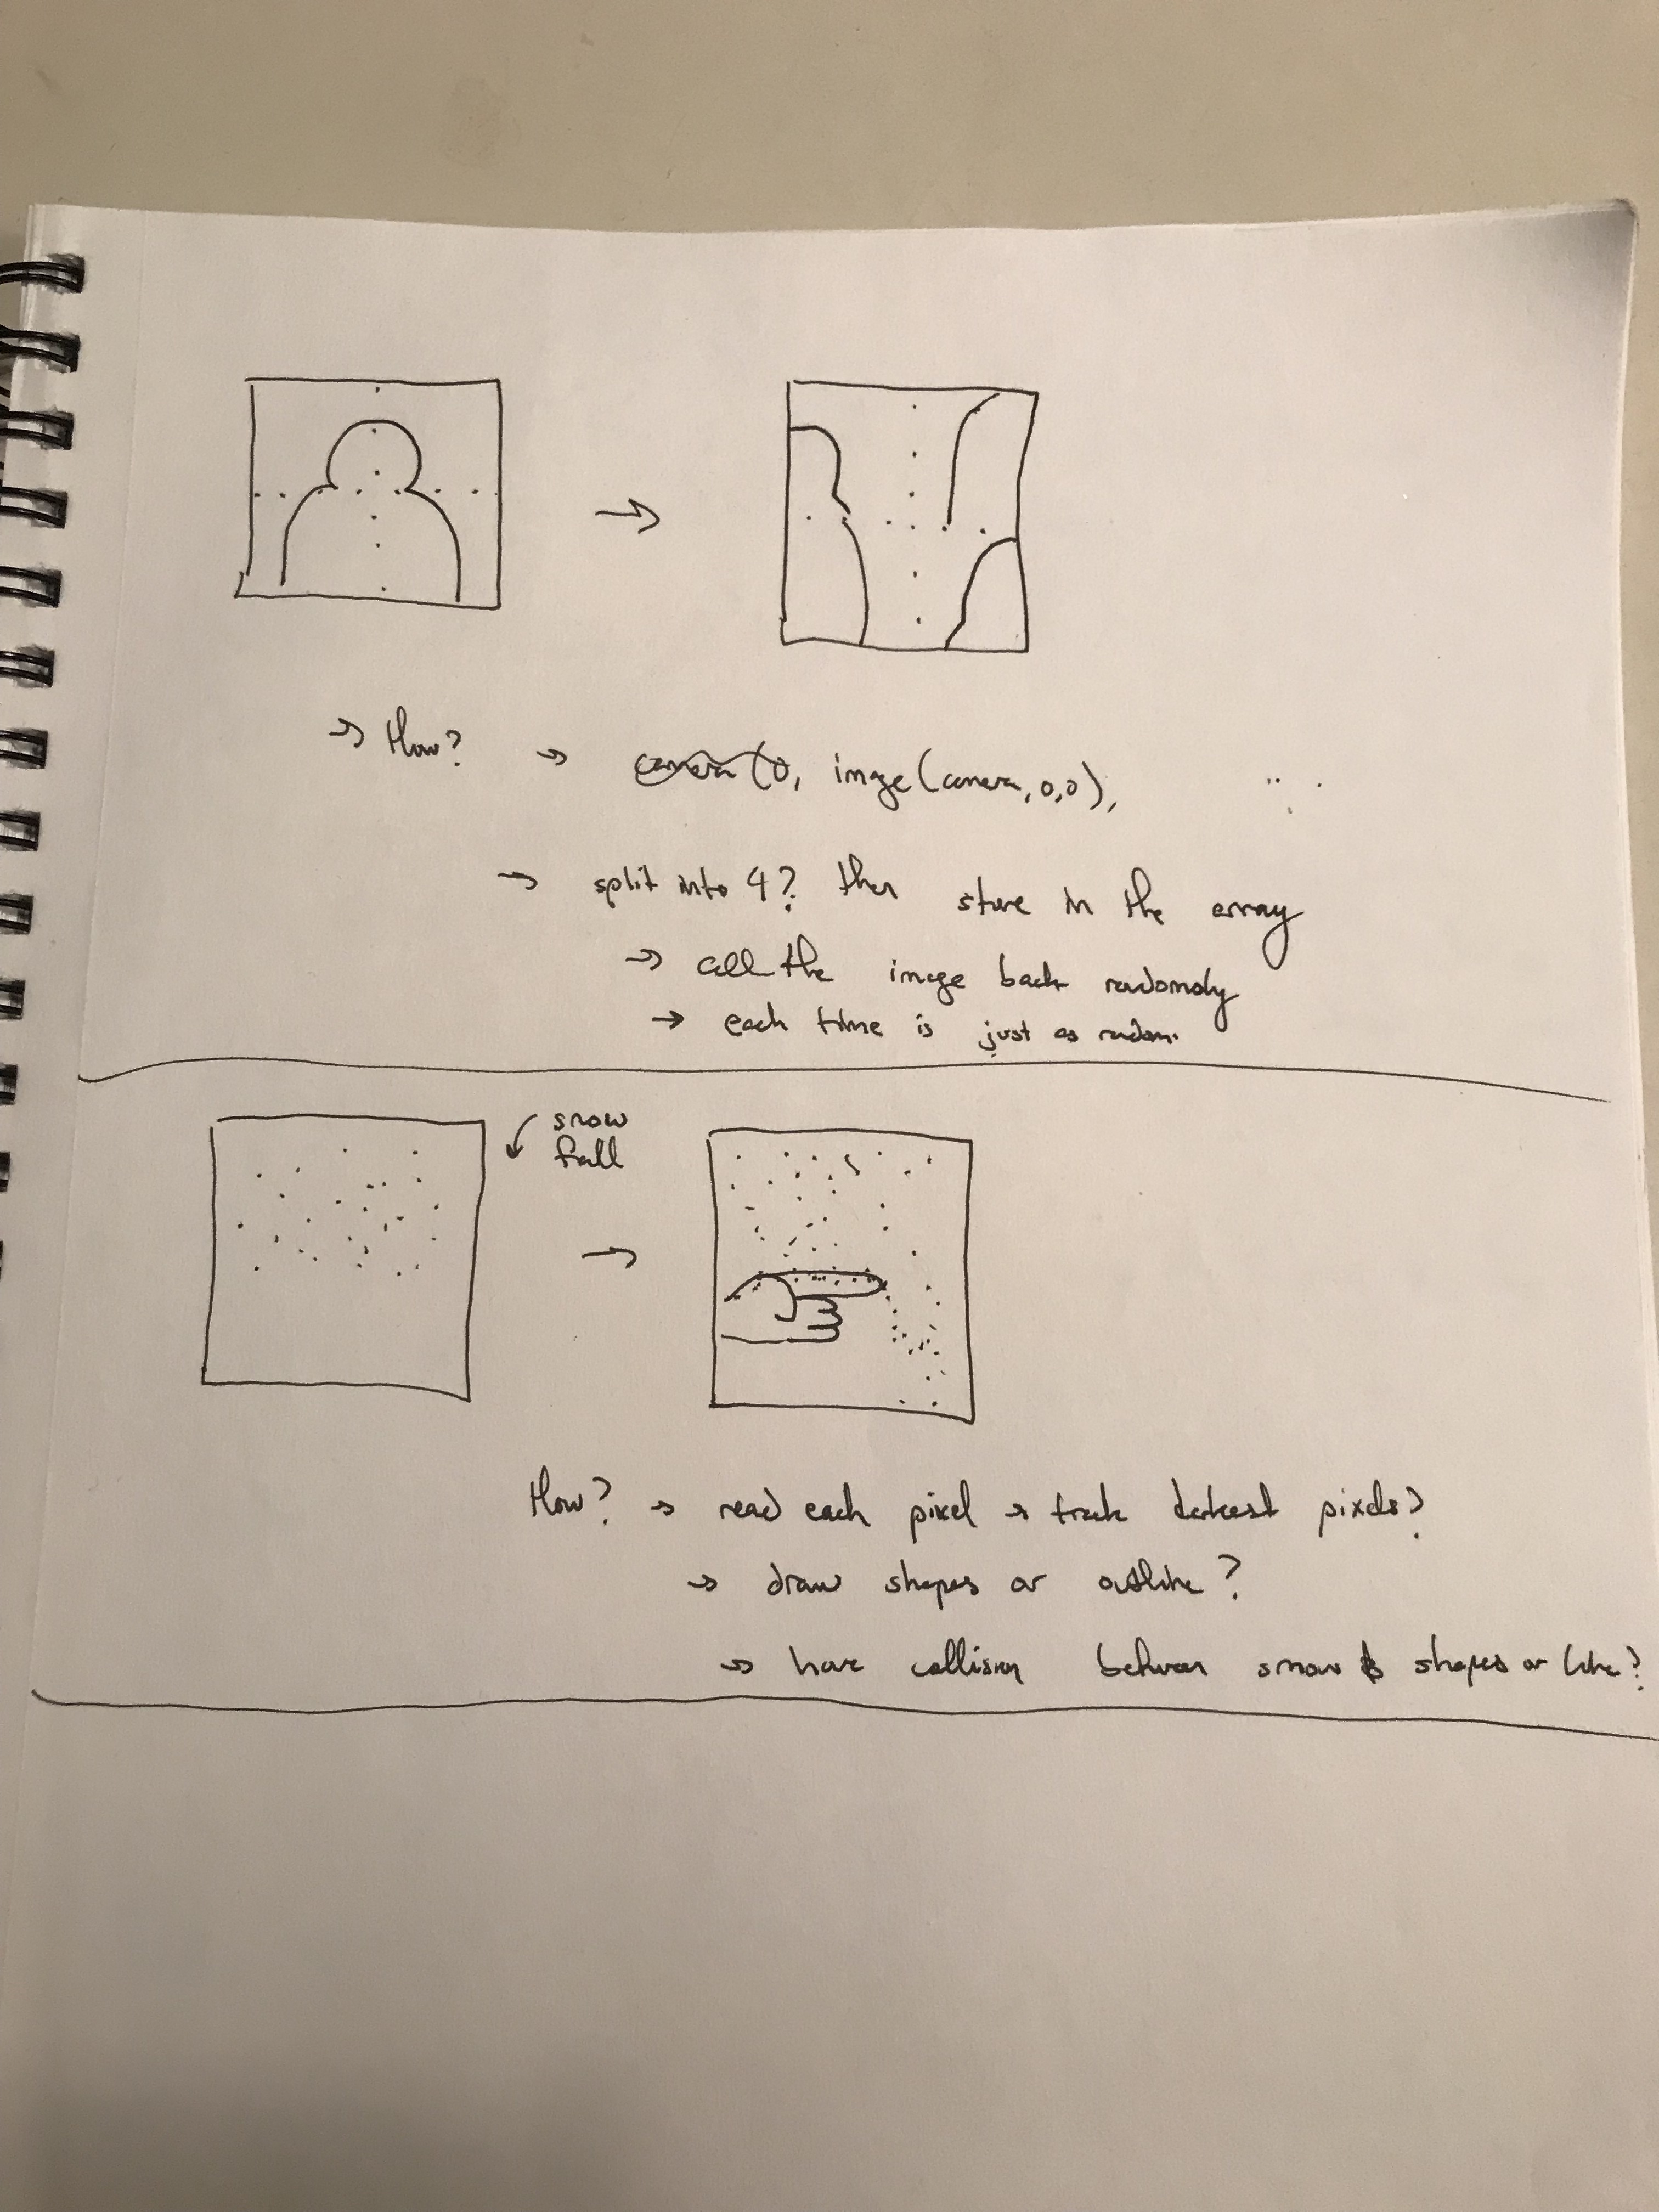 → How? → camera (0, image(camera,0,0),
→ split into 4? then store in the array
→ call the image back randomly
→ each time is just as random.
snow
fall
How? → read each pixel → track darkest pixels?
→ draw shapes or outline?
→ have collision between snow & shapes or line?